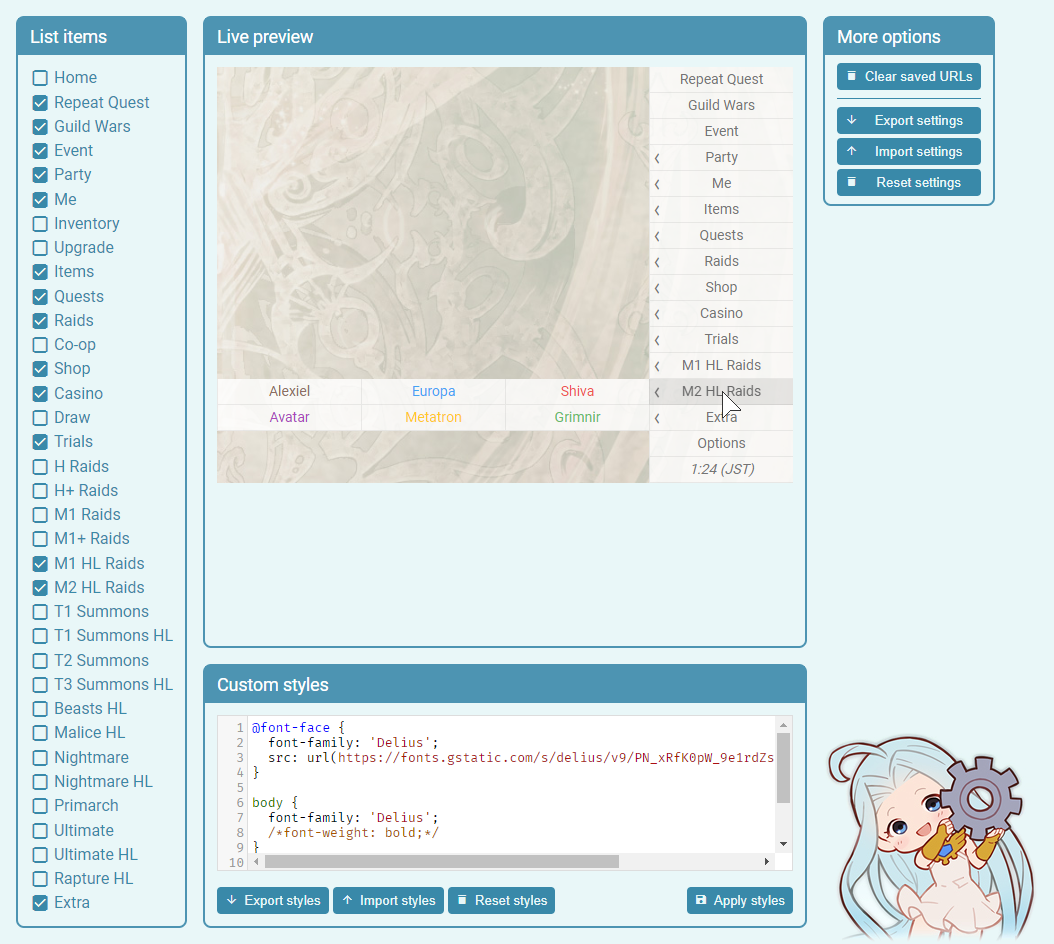 List items
Home
Repeat Quest
Guild Wars
Event
Party
Me
Inventory
Upgrade
Items
Quests
Raids
Co-op
Shop
Casino
Draw
Trials
H Raids
H+ Raids
M1 Raids
M1+ Raids
M1 HL Raids
M2 HL Raids
T1 Summons
T1 Summons HL
T2 Summons
T3 Summons HL
Beasts HL
Malice HL
Nightmare
Nightmare HL
Primarch
Ultimate
Ultimate HL
Rapture HL
Extra
Live preview
Repeat Quest
Guild Wars
Event
Party
Me
Items
Quests
Raids
Shop
Casino
Trials
M1 HL Raids
Alexiel Europa Shiva M2 HL Raids
Avatar Metatron Grimnir Extra
Options
1:24 (JST)
Custom styles
1 @font-face {
2 font-family: 'Delius';
3 src: url(https://fonts.gstatic.com/s/delius/v9/PN_xRfK0pW_9e1rdZs
4 }
5
6 body {
7 font-family: 'Delius';
8 /*font-weight: bold;*/
9 }
10
Export styles Import styles Reset styles Apply styles
More options
Clear saved URLs
Export settings
Import settings
Reset settings